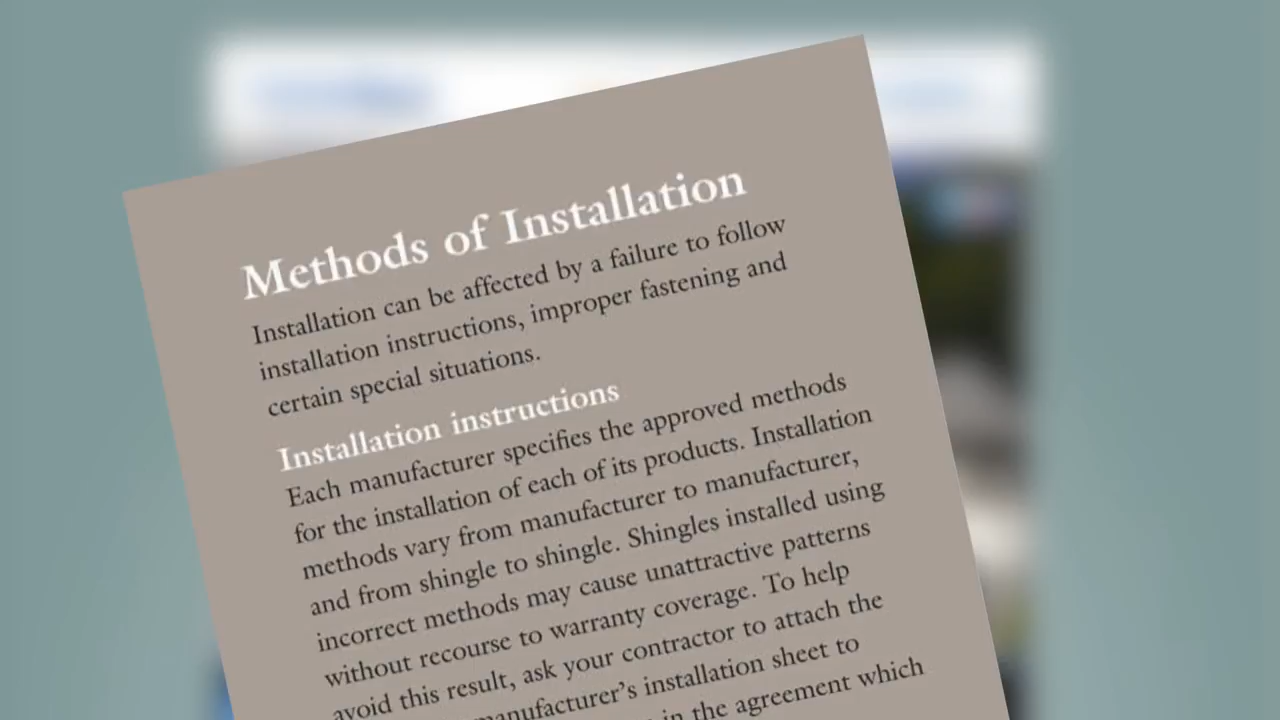 Methods of Installation
Installation can be affected by a failure to follow
installation instructions, improper fastening and
certain special situations.
Installation instructions
Each manufacturer specifies the approved methods
for the installation of each of its products. Installation
methods vary from manufacturer to manufacturer,
and from shingle to shingle. Shingles installed using
incorrect methods may cause unattractive patterns
without recourse to warranty coverage. To help
avoid this result, ask your contractor to attach the
manufacturer’s installation sheet to
in the agreement which